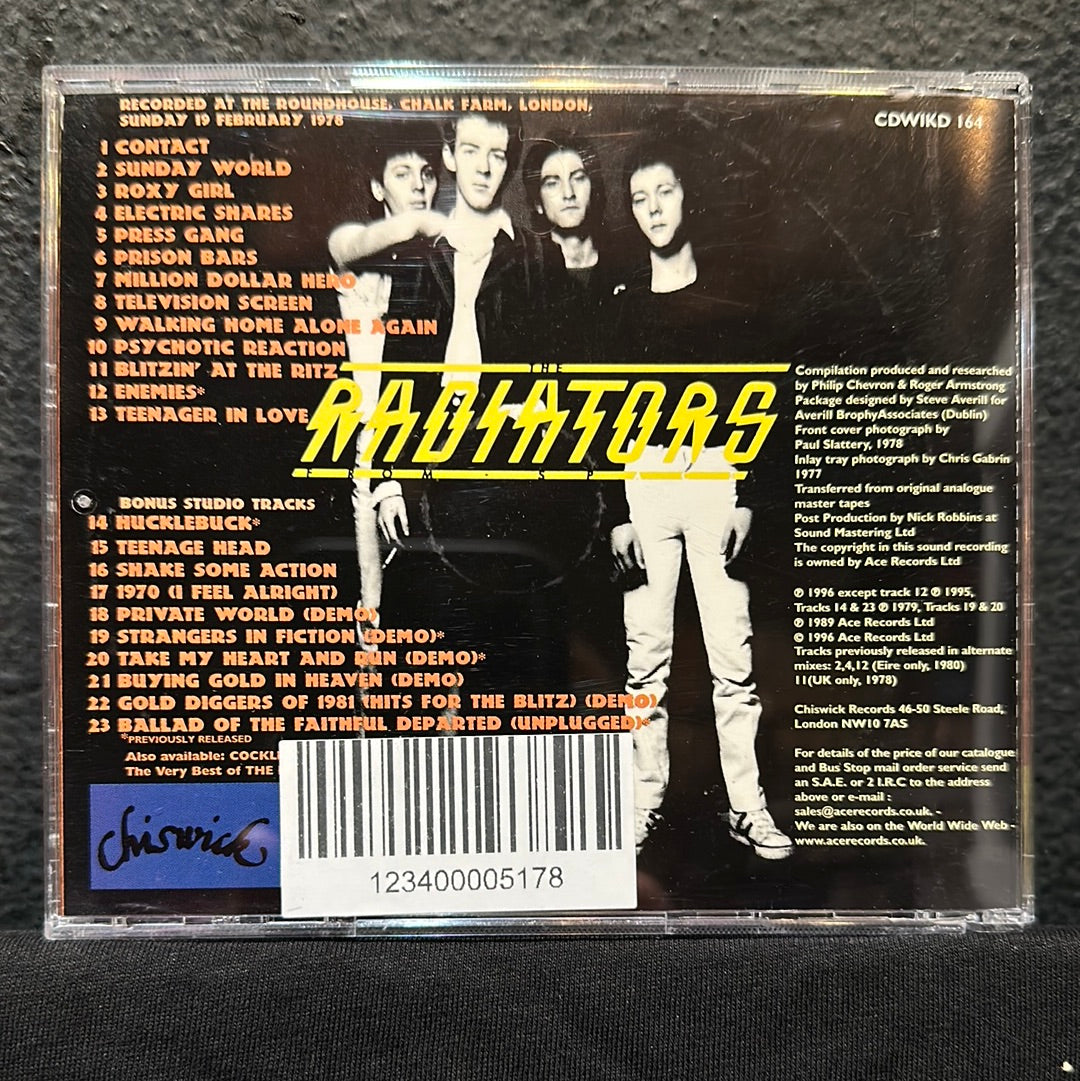 RECORDED AT THE ROUNDHOUSE, CHALK FARM, LONDON,
SUNDAY 19 FEBRUARY 1978
CDWIKD 164
1 CONTACT
2 SUNDAY WORLD
3 ROXY GIRL
4 ELECTRIC SHARES
5 PRESS GANG
6 PRISON BARS
7 MILLION DOLLAR HERO
8 TELEVISION SCREEN
9 WALKING HOME ALONE AGAIN
10 PSYCHOTIC REACTION
11 BLITZIN' AT THE RITZ
12 ENEMIES*
13 TEENAGER IN LOVE
THE
RADIATORS
FROM SPA
BONUS STUDIO TRACKS
14 HUCKLEBUCK*
15 TEENAGE HEAD
16 SHAKE SOME ACTION
17 1970 (I FEEL ALRIGHT)
18 PRIVATE WORLD (DEMO)
19 STRANGERS IN FICTION (DEMO)*
20 TAKE MY HEART AND RUN (DEMO)*
21 BUYING GOLD IN HEAVEN (DEMO)
22 GOLD DIGGERS OF 1981 (HITS FOR THE BLITZ) (DEMO)
23 BALLAD OF THE FAITHFUL DEPARTED (UNPLUGGED)*
*PREVIOUSLY RELEASED
Also available: COCKL
The Very Best of THE
chiswick
123400005178
Compilation produced and researched
by Philip Chevron & Roger Armstrong
Package designed by Steve Averill for
Averill BrophyAssociates (Dublin)
Front cover photograph by
Paul Slattery, 1978
Inlay tray photograph by Chris Gabrin
1977
Transferred from original analogue
master tapes
Post Production by Nick Robbins at
Sound Mastering Ltd
The copyright in this sound recording
is owned by Ace Records Ltd
℗ 1996 except track 12 ℗ 1995,
Tracks 14 & 23 ℗ 1979, Tracks 19 & 20
℗ 1989 Ace Records Ltd
© 1996 Ace Records Ltd
Tracks previously released in alternate
mixes: 2,4,12 (Eire only, 1980)
11(UK only, 1978)
Chiswick Records 46-50 Steele Road,
London NW10 7AS
For details of the price of our catalogue
and Bus Stop mail order service send
an S.A.E. or 2 I.R.C to the address
above or e-mail :
sales@acerecords.co.uk. -
We are also on the World Wide Web -
www.acerecords.co.uk.